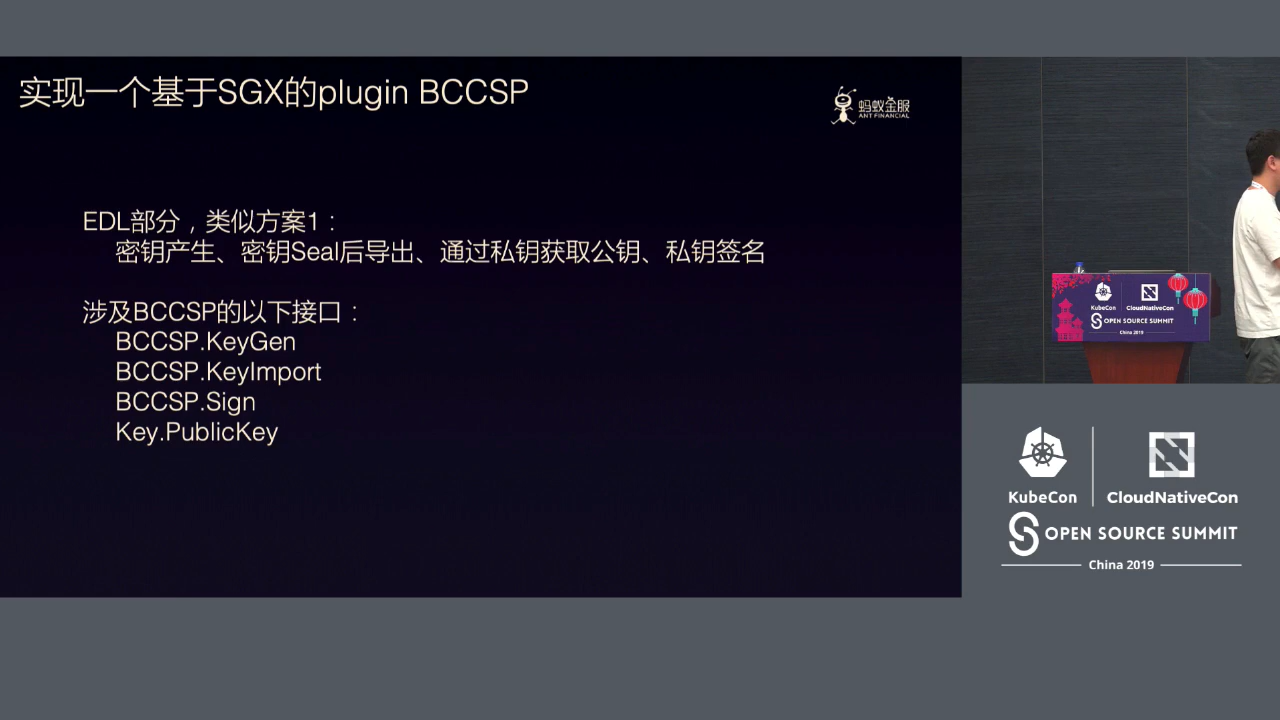 实现一个基于SGX的plugin BCCSP
蚂蚁金服
ANT FINANCIAL
EDL部分，类似方案1：
密钥产生、密钥Seal后导出、通过私钥获取公钥、私钥签名
涉及BCCSP的以下接口：
BCCSP.KeyGen
BCCSP.KeyImport
BCCSP.Sign
Key.PublicKey
KubeCon
CloudNativeCon
OPEN SOURCE SUMMIT
China 2019
KubeCon
CloudNativeCon
OPEN SOURCE SUMMIT
China 2019